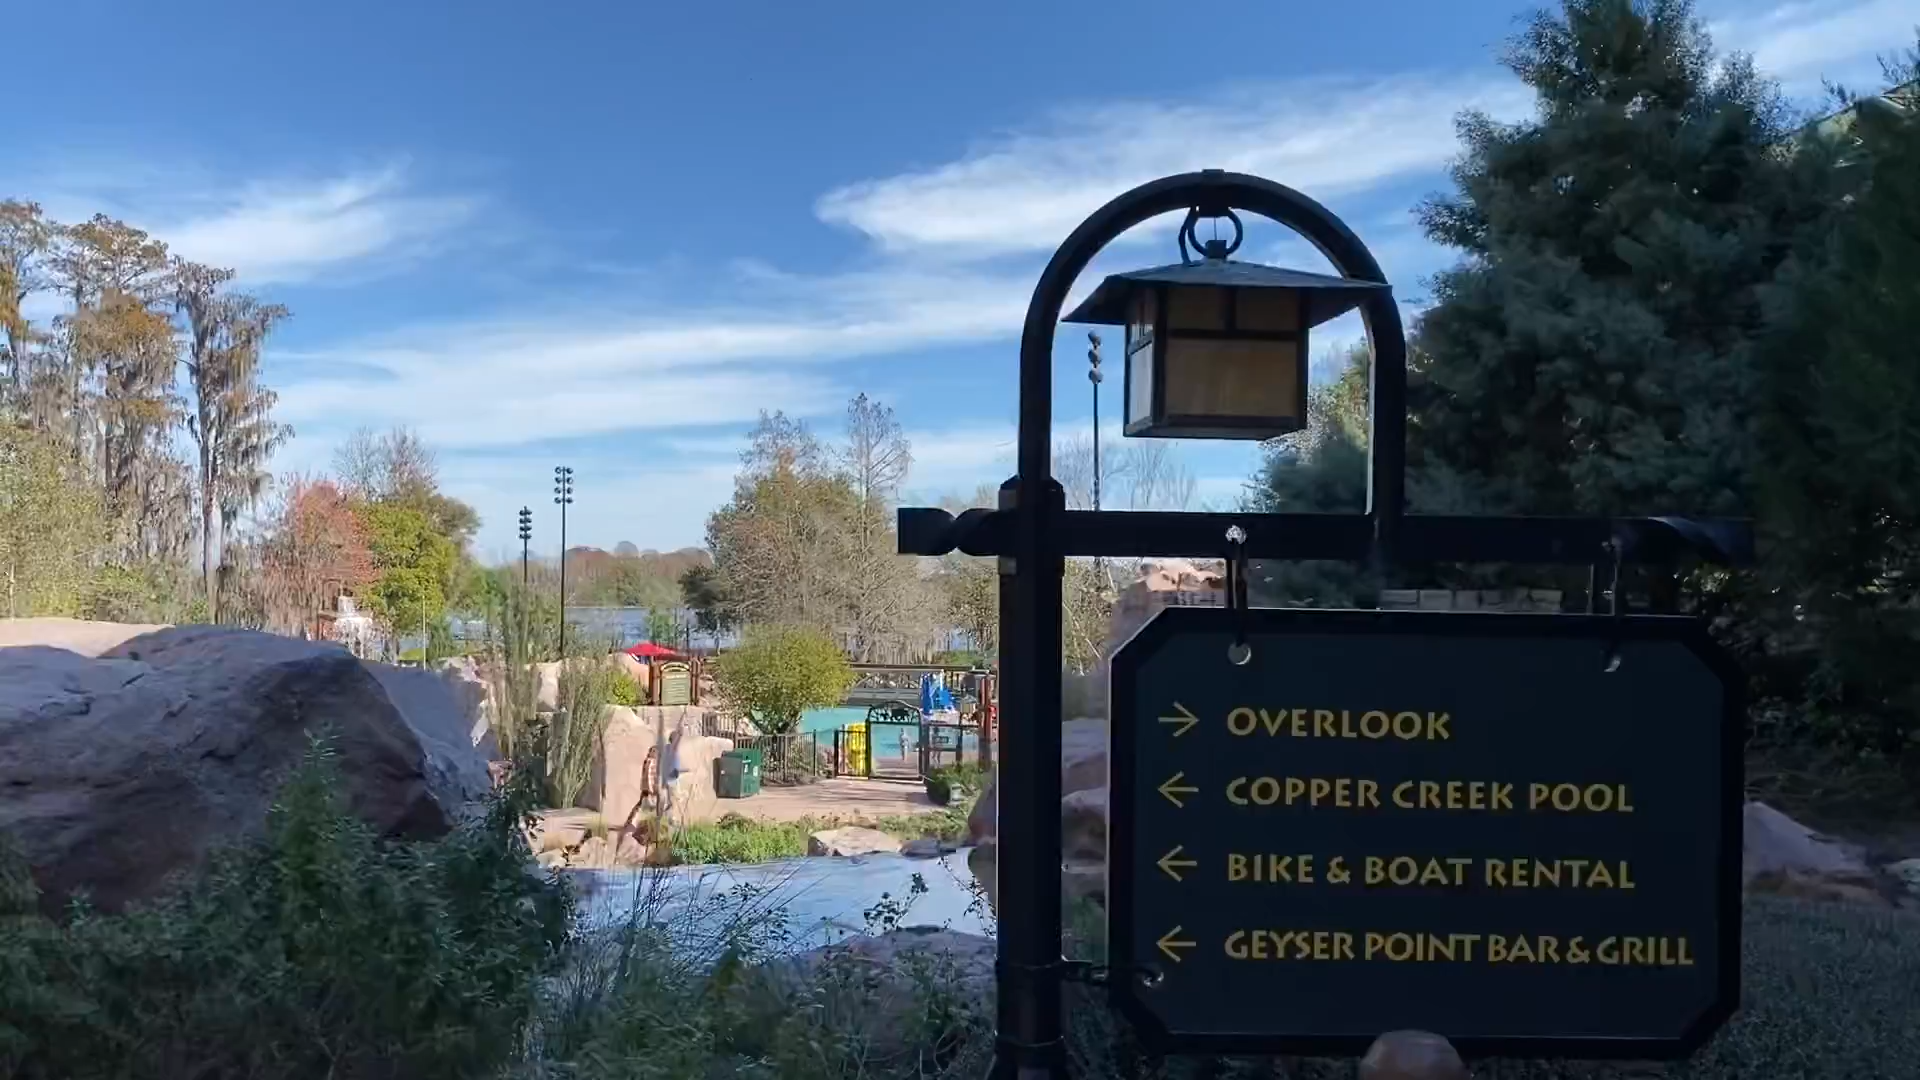 → OVERLOOK
← COPPER CREEK POOL
← BIKE & BOAT RENTAL
← GEYSER POINT BAR & GRILL